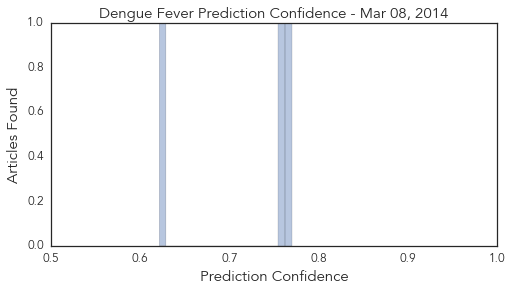 Dengue Fever Prediction Confidence - Mar 08, 2014
1.0
0.8
0.6
0.4
0.2
0.0
Articles Found
0.5 0.6 0.7 0.8 0.9 1.0
Prediction Confidence